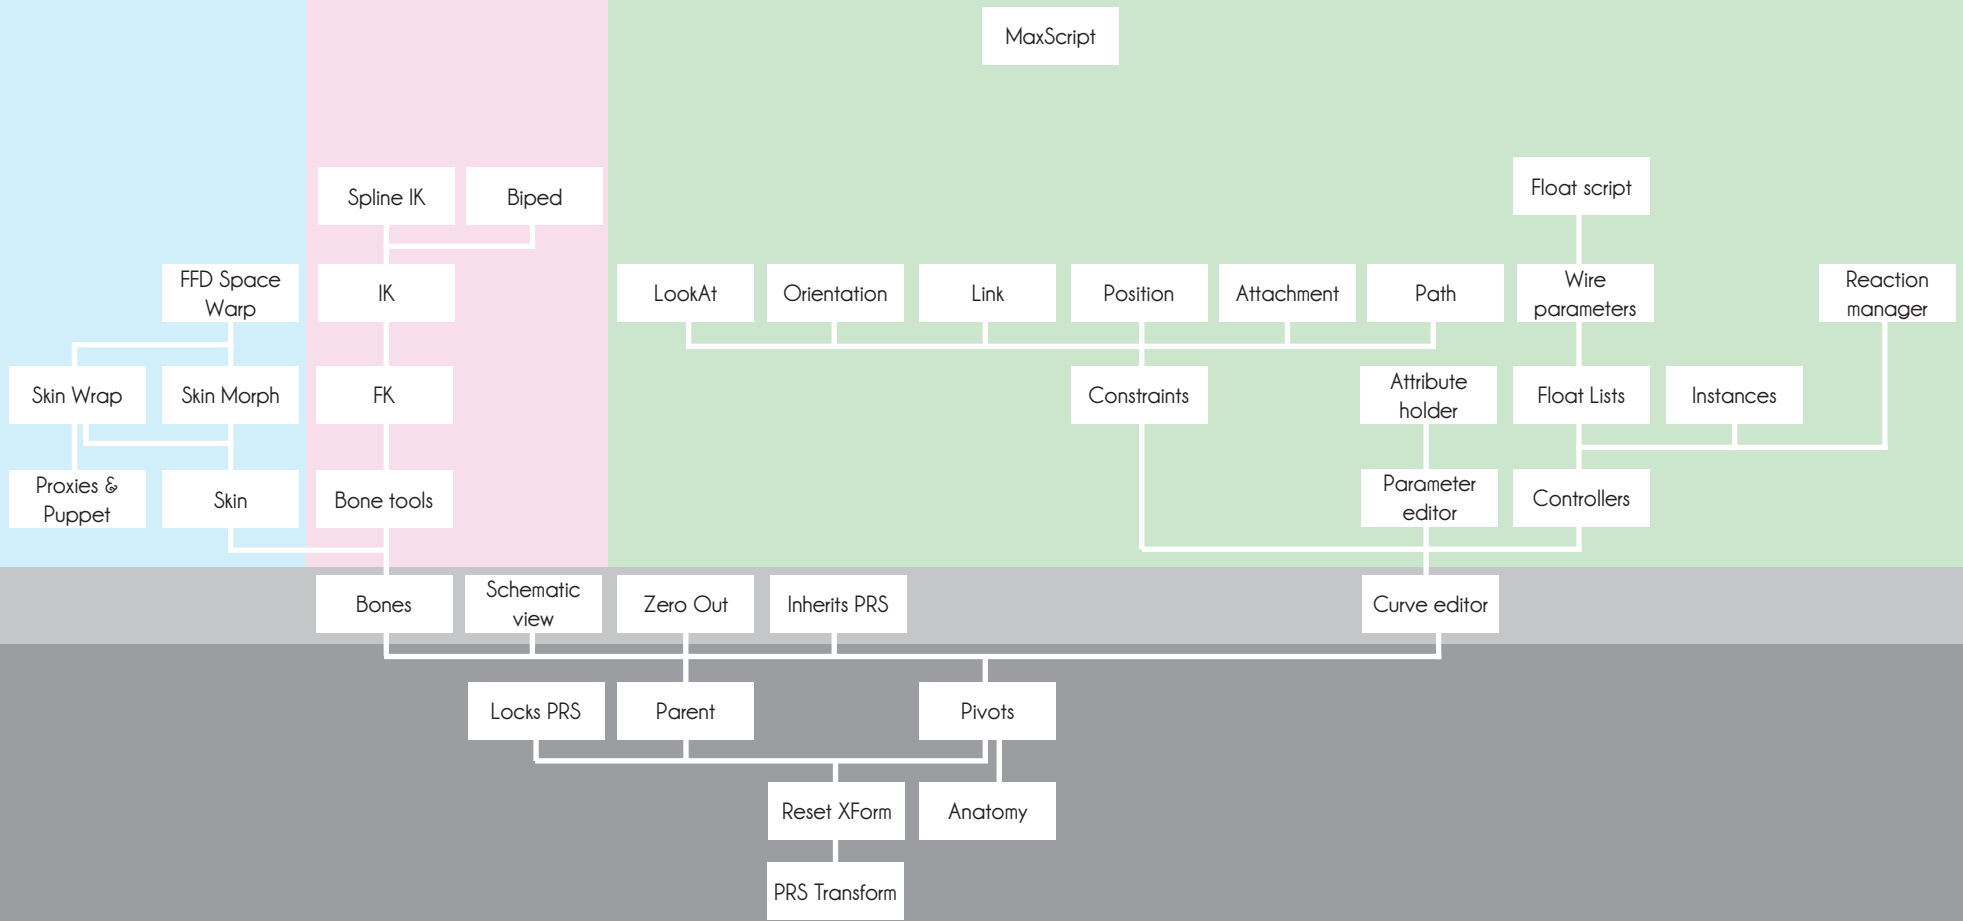 MaxScript
Float script
Spline IK
Biped
FFD Space
Warp
IK
LookAt
Orientation
Link
Position
Attachment
Path
Wire
parameters
Reaction
manager
Skin Wrap
Skin Morph
FK
Constraints
Attribute
holder
Float Lists
Instances
Proxies &
Puppet
Skin
Bone tools
Parameter
editor
Controllers
Bones
Schematic
view
Zero Out
Inherits PRS
Curve editor
Locks PRS
Parent
Pivots
Reset XForm
Anatomy
PRS Transform